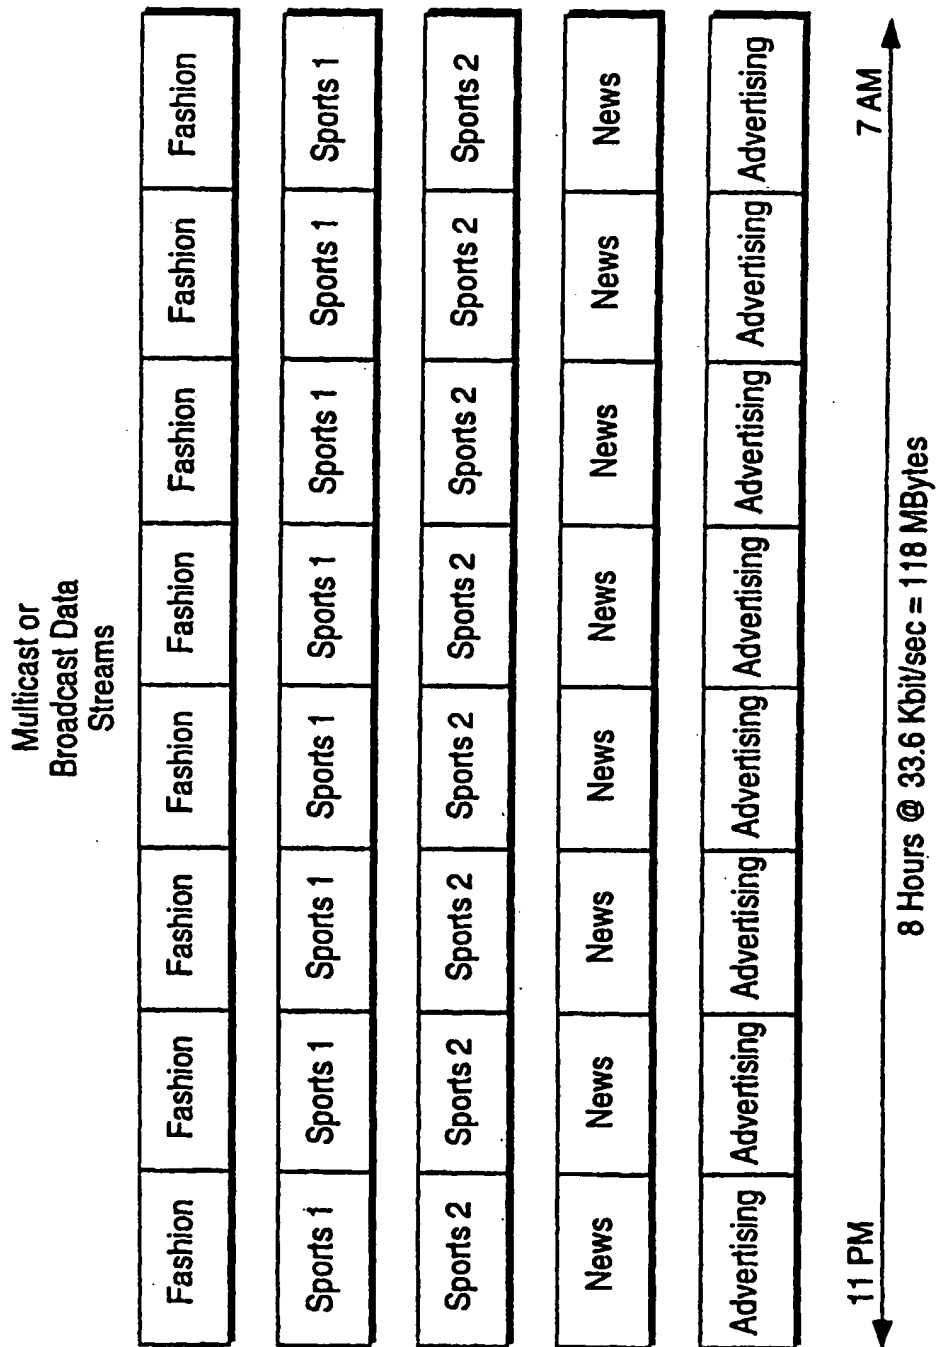 Multicast or
Broadcast Data
Streams
Fashion Fashion Fashion Fashion Fashion Fashion Fashion Fashion
Sports 1 Sports 1 Sports 1 Sports 1 Sports 1 Sports 1 Sports 1 Sports 1
Sports 2 Sports 2 Sports 2 Sports 2 Sports 2 Sports 2 Sports 2 Sports 2
News News News News News News News News
Advertising Advertising Advertising Advertising Advertising Advertising Advertising Advertising
11 PM 7 AM
8 Hours @ 33.6 Kbit/sec = 118 MBytes